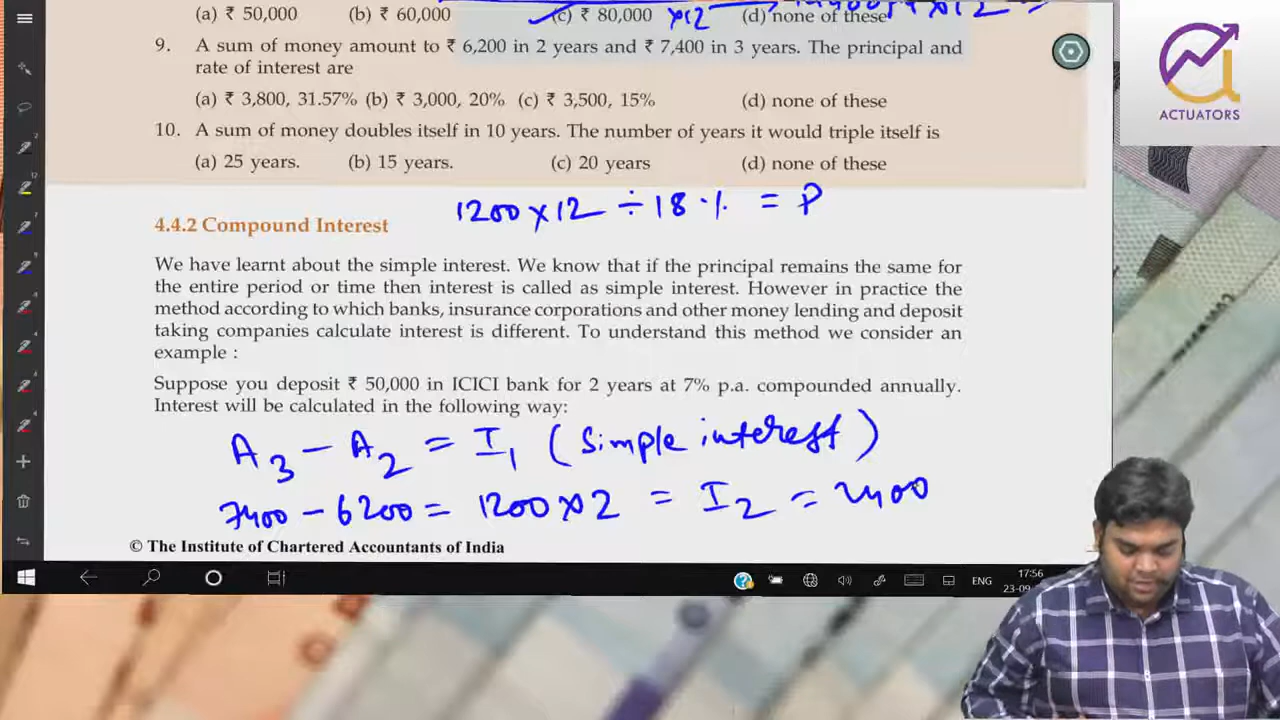 (a) ₹ 50,000 (b) ₹ 60,000 (c) ₹ 80,000 x12 (d) none of these
9. A sum of money amount to ₹ 6,200 in 2 years and ₹ 7,400 in 3 years. The principal and
rate of interest are
(a) ₹ 3,800, 31.57% (b) ₹ 3,000, 20% (c) ₹ 3,500, 15% (d) none of these
10. A sum of money doubles itself in 10 years. The number of years it would triple itself is
(a) 25 years. (b) 15 years. (c) 20 years (d) none of these
1200 x 12 ÷ 18 % = P
4.4.2 Compound Interest
We have learnt about the simple interest. We know that if the principal remains the same for
the entire period or time then interest is called as simple interest. However in practice the
method according to which banks, insurance corporations and other money lending and deposit
taking companies calculate interest is different. To understand this method we consider an
example :
Suppose you deposit ₹ 50,000 in ICICI bank for 2 years at 7% p.a. compounded annually.
Interest will be calculated in the following way:
A3 - A2 = I1 (Simple interest)
7400 - 6200 = 1200 x 2 = I2 = 2400
© The Institute of Chartered Accountants of India
ENG
17:56
23-09
ACTUATORS